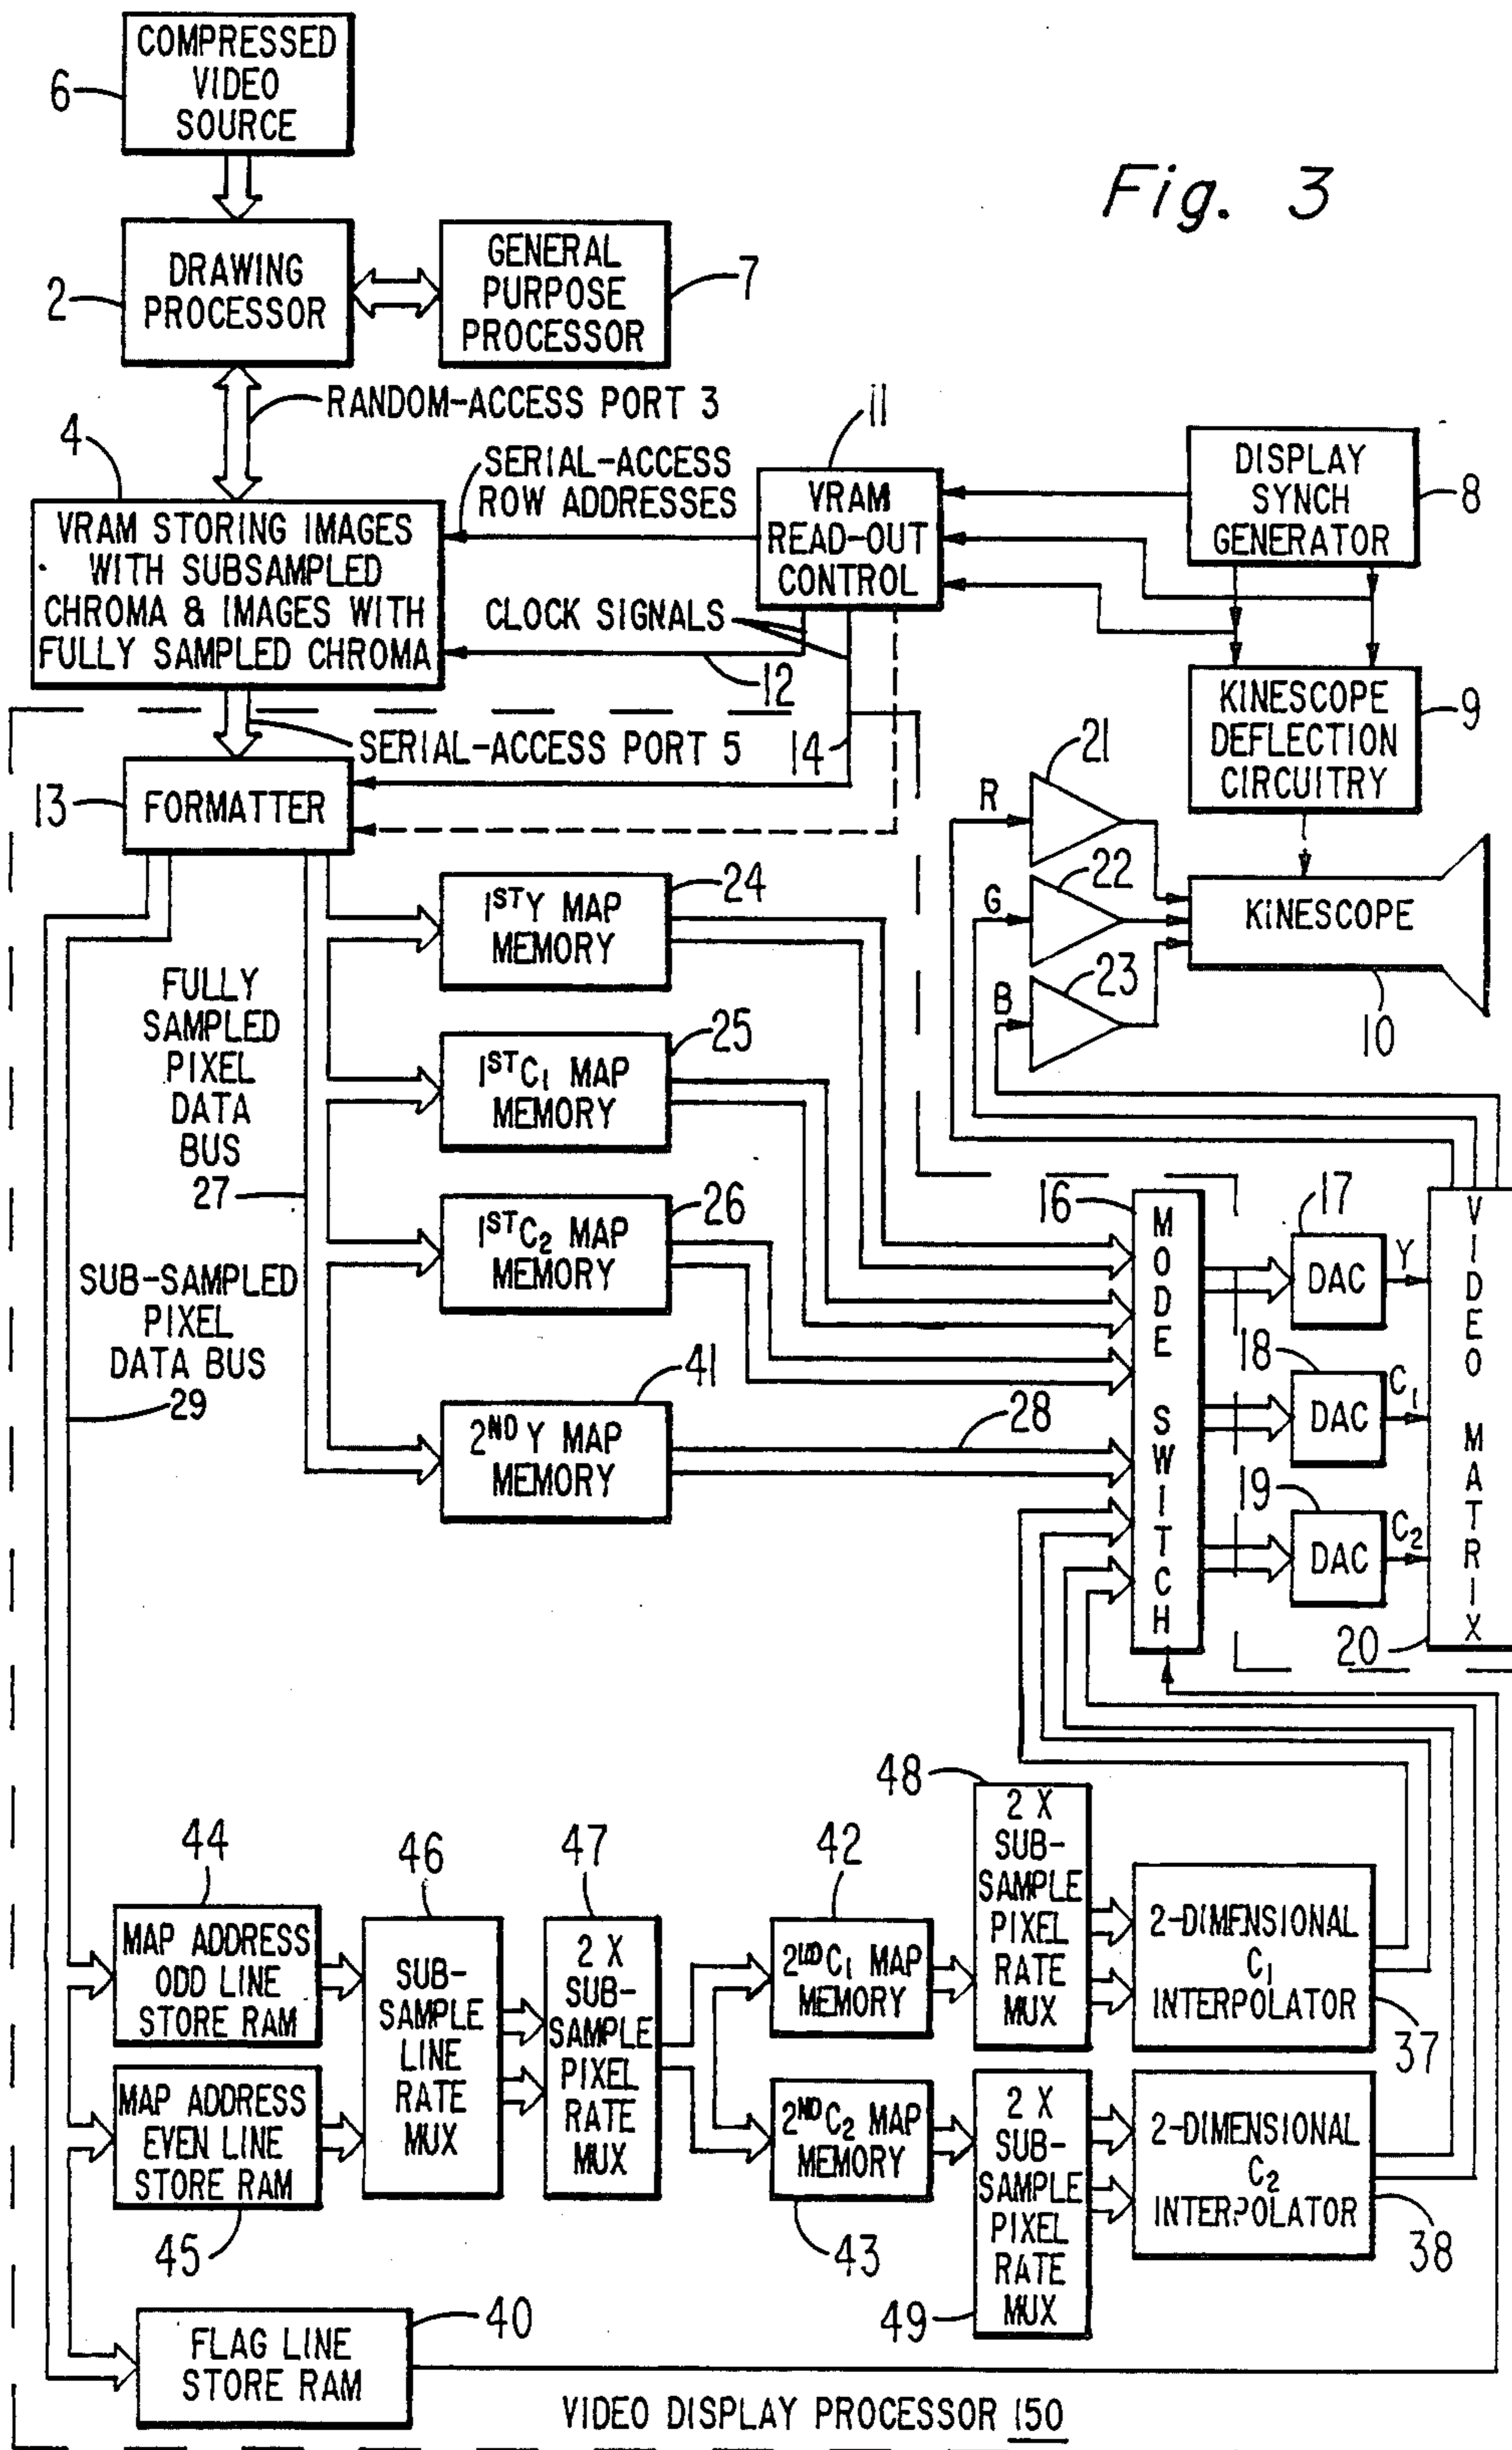 COMPRESSED
VIDEO
SOURCE
6
Fig. 3
DRAWING
PROCESSOR
2
GENERAL
PURPOSE
PROCESSOR
7
RANDOM-ACCESS PORT 3
4
VRAM STORING IMAGES
WITH SUBSAMPLED
CHROMA & IMAGES WITH
FULLY SAMPLED CHROMA
SERIAL-ACCESS
ROW ADDRESSES
11
VRAM
READ-OUT
CONTROL
DISPLAY
SYNCH
GENERATOR
8
CLOCK SIGNALS
12
14
KINESCOPE
DEFLECTION
CIRCUITRY
9
SERIAL-ACCESS PORT 5
13
FORMATTER
R
21
G
22
B
23
KINESCOPE
10
1ST Y MAP
MEMORY
24
FULLY
SAMPLED
PIXEL
DATA
BUS
27
1ST C1 MAP
MEMORY
25
1ST C2 MAP
MEMORY
26
SUB-SAMPLED
PIXEL
DATA BUS
29
2ND Y MAP
MEMORY
41
28
16
MODE SWITCH
17
DAC
Y
18
DAC
C1
19
DAC
C2
VIDEO MATRIX
20
44
MAP ADDRESS
ODD LINE
STORE RAM
MAP ADDRESS
EVEN LINE
STORE RAM
45
46
SUB-
SAMPLE
LINE
RATE
MUX
47
2 X
SUB-
SAMPLE
PIXEL
RATE
MUX
42
2ND C1 MAP
MEMORY
2ND C2 MAP
MEMORY
43
48
2 X
SUB-
SAMPLE
PIXEL
RATE
MUX
2 X
SUB-
SAMPLE
PIXEL
RATE
MUX
49
2-DIMENSIONAL
C1
INTERPOLATOR
37
2-DIMENSIONAL
C2
INTERPOLATOR
38
FLAG LINE
STORE RAM
40
VIDEO DISPLAY PROCESSOR 150